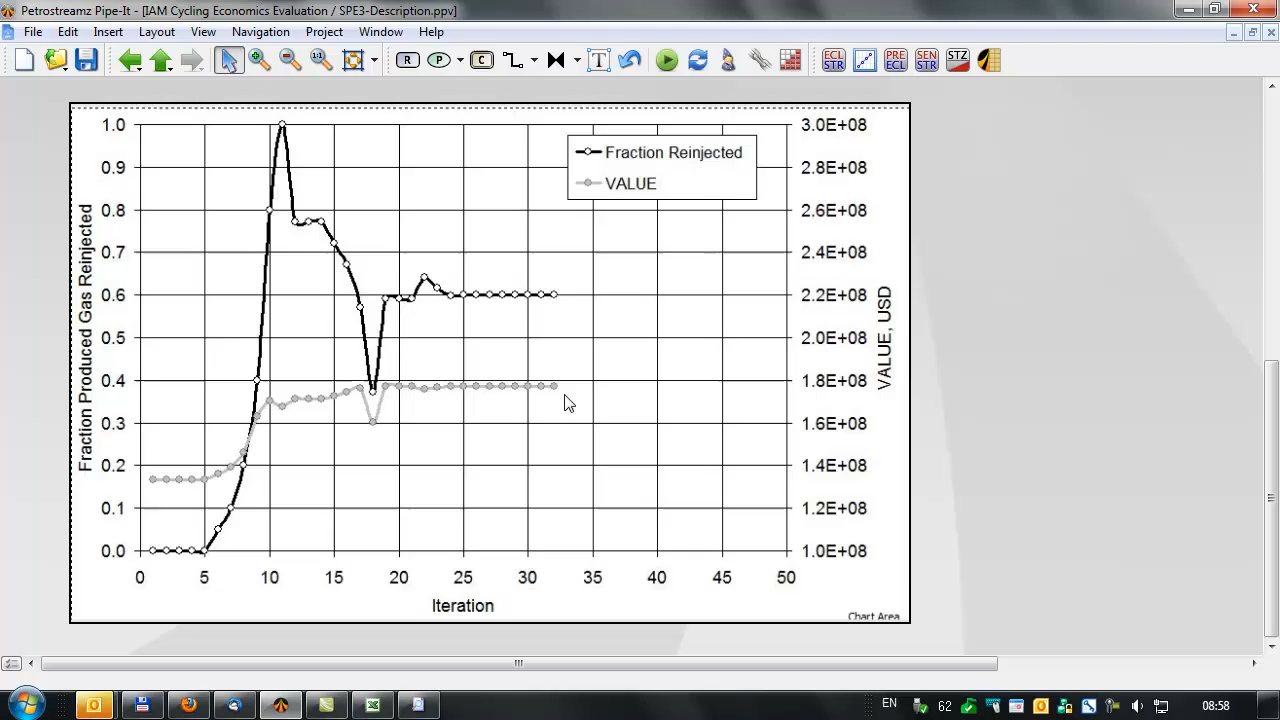 Petrostreamz Pipe-It - [IAM Cycling Economics Evaluation / SPE3-Description.ppv]
File Edit Insert Layout View Navigation Project Window Help
1:1 R P C T ECL STR PRE ECL SEN STR STZ
1.0 3.0E+08
Fraction Reinjected
0.9 2.8E+08
VALUE
0.8 2.6E+08
0.7 2.4E+08
0.6 2.2E+08
0.5 2.0E+08
0.4 1.8E+08
0.3 1.6E+08
0.2 1.4E+08
0.1 1.2E+08
0.0 1.0E+08
Fraction Produced Gas Reinjected
VALUE, USD
0 5 10 15 20 25 30 35 40 45 50
Iteration
Chart Area
EN 62 08:58